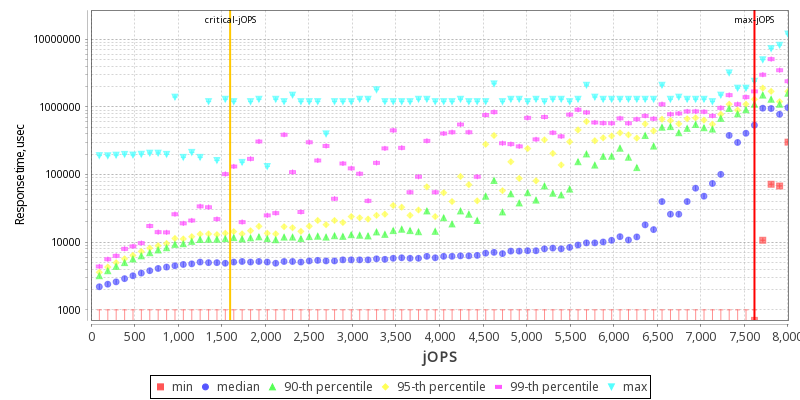 critical-jOPS max-jOPS
10000000
1000000
100000
10000
1000
Response time, usec
0 500 1,000 1,500 2,000 2,500 3,000 3,500 4,000 4,500 5,000 5,500 6,000 6,500 7,000 7,500 8,000
jOPS
min median 90-th percentile 95-th percentile 99-th percentile max